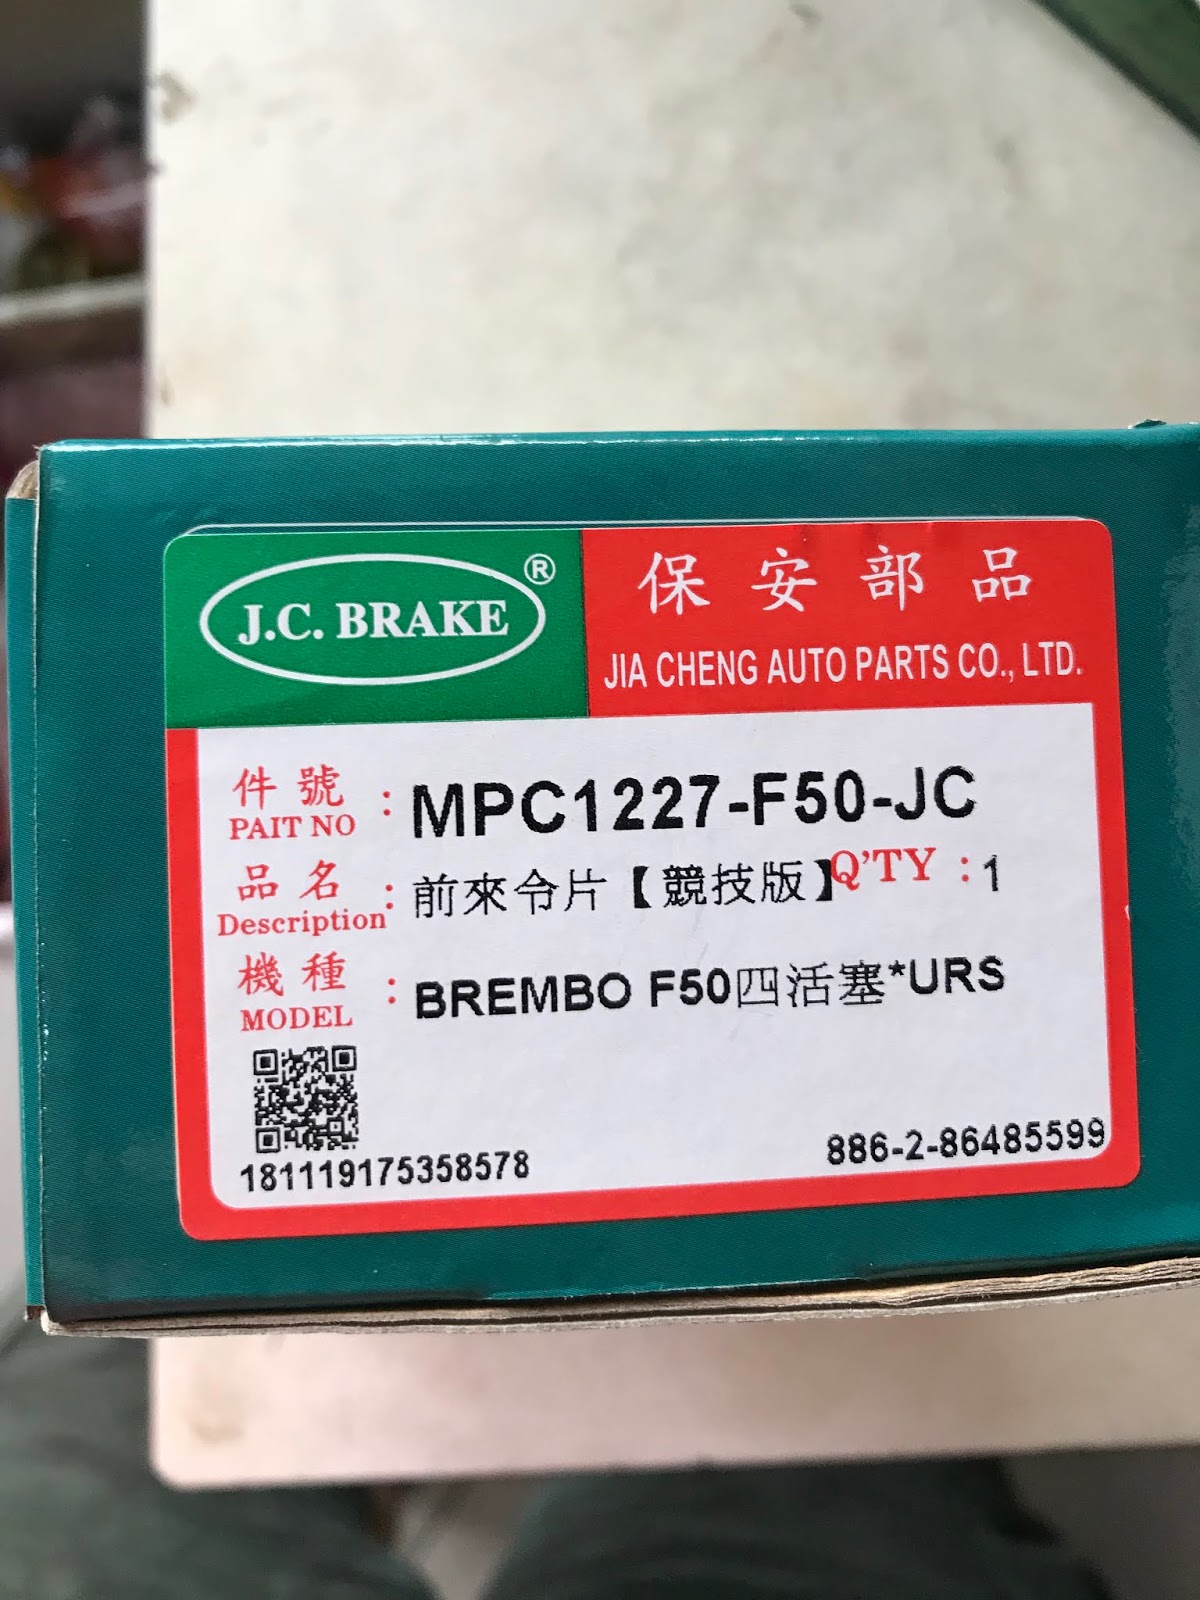 J.C. BRAKE®
保安部品
JIA CHENG AUTO PARTS CO., LTD.
件號 : MPC1227-F50-JC
PAIT NO
品名 : 前來令片【競技版】Q'TY : 1
Description
機種 : BREMBO F50四活塞*URS
MODEL
181119175358578
886-2-86485599